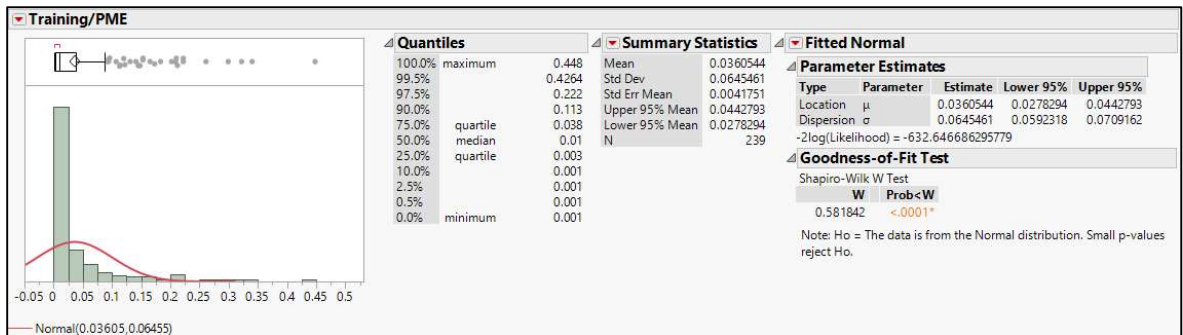 Training/PME
-0.05 0 0.05 0.1 0.15 0.2 0.25 0.3 0.35 0.4 0.45 0.5
Normal(0.03605,0.06455)
Quantiles
100.0% maximum 0.448
99.5% 0.4264
97.5% 0.222
90.0% 0.113
75.0% quartile 0.038
50.0% median 0.01
25.0% quartile 0.003
10.0% 0.001
2.5% 0.001
0.5% 0.001
0.0% minimum 0.001
Summary Statistics
Mean 0.0360544
Std Dev 0.0645461
Std Err Mean 0.0041751
Upper 95% Mean 0.0442793
Lower 95% Mean 0.0278294
N 239
Fitted Normal
Parameter Estimates
Type Parameter Estimate Lower 95% Upper 95%
Location μ 0.0360544 0.0278294 0.0442793
Dispersion σ 0.0645461 0.0592318 0.0709162
-2log(Likelihood) = -632.646686295779
Goodness-of-Fit Test
Shapiro-Wilk W Test
W Prob<W
0.581842 <.0001*
Note: Ho = The data is from the Normal distribution. Small p-values
reject Ho.